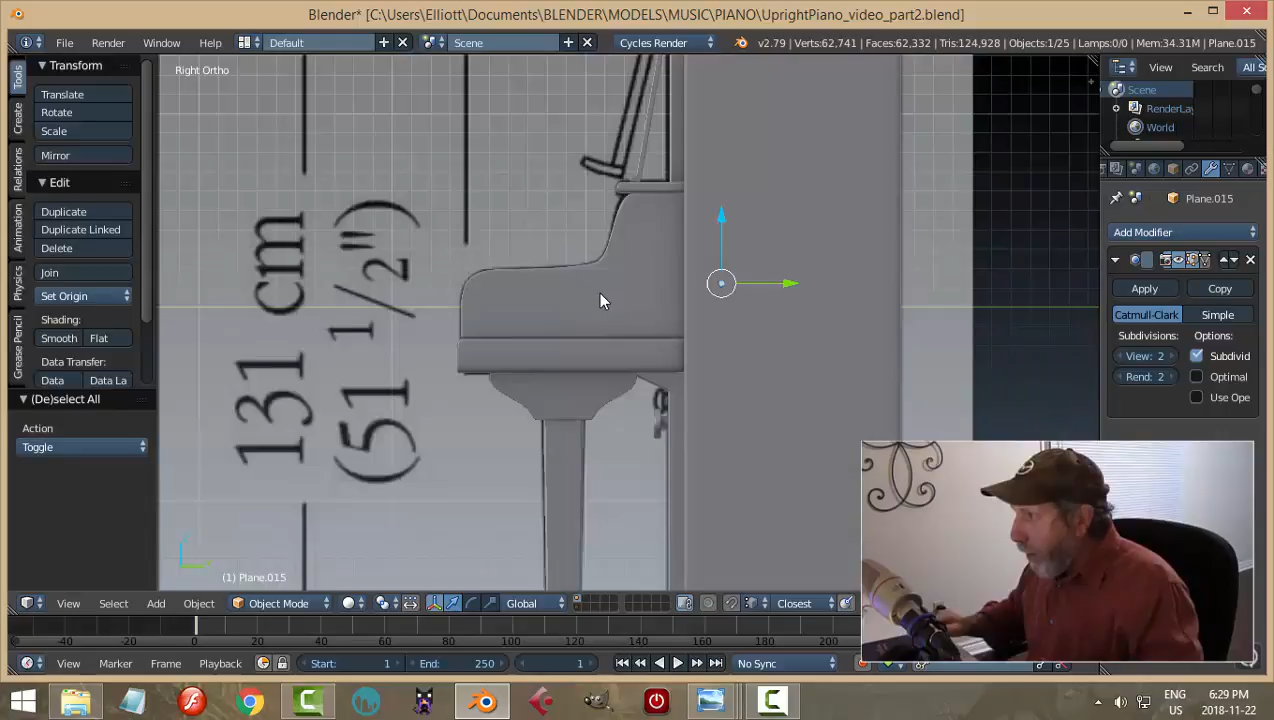 Blender* [C:\Users\Elliott\Documents\BLENDER\MODELS\MUSIC\PIANO\UprightPiano_video_part2.blend]
File Render Window Help Default Scene Cycles Render v2.79 | Verts:62,741 | Faces:62,332 | Tris:124,928 | Objects:1/25 | Lamps:0/0 | Mem:34.31M | Plane.015
Tools
Create
Relations
Animation
Physics
Grease Pencil
Transform
Translate
Rotate
Scale
Mirror
Edit
Duplicate
Duplicate Linked
Delete
Join
Set Origin
Shading:
Smooth Flat
Data Transfer:
Data Data La
(De)select All
Action
Toggle
Right Ortho
131 cm
(51 1/2")
(1) Plane.015
View Search All S
Scene
RenderLay
World
Plane.015
Add Modifier
Apply Copy
Catmull-Clark Simple
Subdivisions: Options:
View: 2 Subdivid
Rend: 2 Optimal
Use Ope
View Select Add Object Object Mode Global Closest
-40 -20 0 20 40 60 80 100 120 140 160 180 200
View Marker Frame Playback Start: 1 End: 250 1 No Sync
ENG 6:29 PM
US 2018-11-22